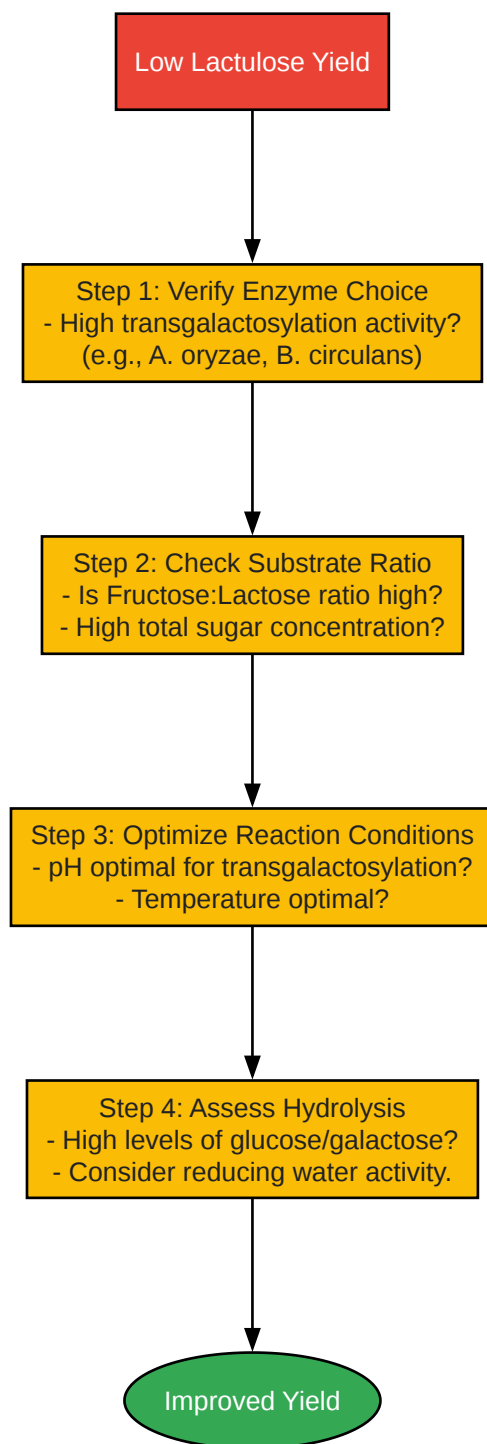 Low Lactulose Yield
Step 1: Verify Enzyme Choice
- High transgalactosylation activity?
(e.g., A. oryzae, B. circulans)
Step 2: Check Substrate Ratio
- Is Fructose:Lactose ratio high?
- High total sugar concentration?
Step 3: Optimize Reaction Conditions
- pH optimal for transgalactosylation?
- Temperature optimal?
Step 4: Assess Hydrolysis
- High levels of glucose/galactose?
- Consider reducing water activity.
Improved Yield